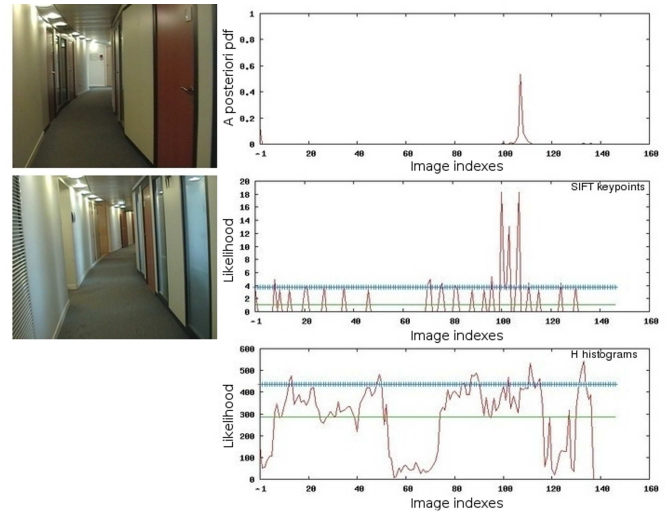 A posteriori pdf
1
0.8
0.6
0.4
0.2
0
-1 20 40 60 80 100 120 140 160
Image indexes
SIFT keypoints
Likelihood
20
18
16
14
12
10
8
6
4
2
0
-1 20 40 60 80 100 120 140 160
Image indexes
H histograms
Likelihood
600
500
400
300
200
100
0
-1 20 40 60 80 100 120 140 160
Image indexes